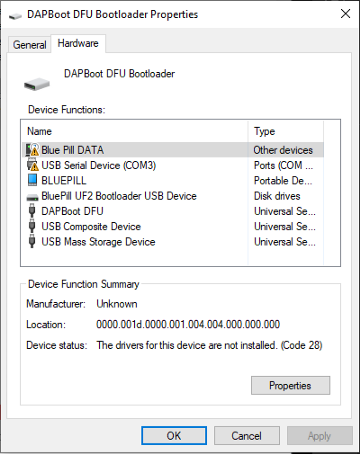 DAPBoot DFU Bootloader Properties
General Hardware
DAPBoot DFU Bootloader
Device Functions:
Name Type
Blue Pill DATA Other devices
USB Serial Device (COM3) Ports (COM ...
BLUEPILL Portable De...
BluePill UF2 Bootloader USB Device Disk drives
DAPBoot DFU Universal Se...
USB Composite Device Universal Se...
USB Mass Storage Device Universal Se...
Device Function Summary
Manufacturer: Unknown
Location: 0000.001d.0000.001.004.004.000.000.000
Device status: The drivers for this device are not installed. (Code 28)
Properties
OK Cancel Apply